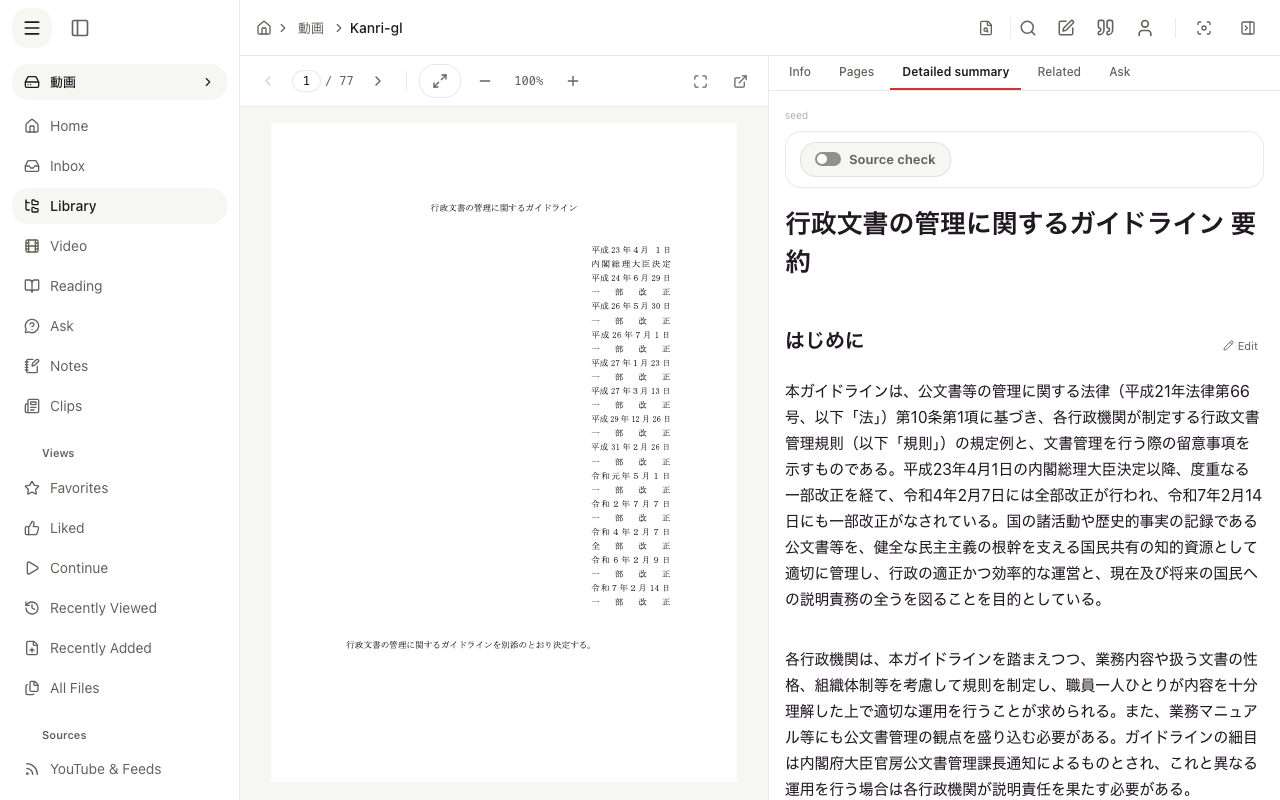 動画
Home
Inbox
Library
Video
Reading
Ask
Notes
Clips
Views
Favorites
Liked
Continue
Recently Viewed
Recently Added
All Files
Sources
YouTube & Feeds
動画
Kanri-gl
1 / 77
100%
行政文書の管理に関するガイドライン
平成 23 年 4 月 1 日
内閣総理大臣決定
平成 24 年 6 月 29 日
一 部 改 正
平成 26 年 5 月 30 日
一 部 改 正
平成 26 年 7 月 1 日
一 部 改 正
平成 27 年 1 月 23 日
一 部 改 正
平成 27 年 3 月 13 日
一 部 改 正
平成 29 年 12 月 26 日
一 部 改 正
平成 31 年 2 月 26 日
一 部 改 正
令和元年 5 月 1 日
一 部 改 正
令和 2 年 7 月 7 日
一 部 改 正
令和 4 年 2 月 7 日
全 部 改 正
令和 6 年 2 月 9 日
一 部 改 正
令和 7 年 2 月 14 日
一 部 改 正
行政文書の管理に関するガイドラインを別添のとおり決定する。
Info
Pages
Detailed summary
Related
Ask
seed
Source check
行政文書の管理に関するガイドライン 要
約
はじめに
Edit
本ガイドラインは、公文書等の管理に関する法律（平成21年法律第66
号、以下「法」）第10条第1項に基づき、各行政機関が制定する行政文書
管理規則（以下「規則」）の規定例と、文書管理を行う際の留意事項を
示すものである。平成23年4月1日の内閣総理大臣決定以降、度重なる
一部改正を経て、令和4年2月7日には全部改正が行われ、令和7年2月14
日にも一部改正がなされている。国の諸活動や歴史的事実の記録である
公文書等を、健全な民主主義の根幹を支える国民共有の知的資源として
適切に管理し、行政の適正かつ効率的な運営と、現在及び将来の国民へ
の説明責務の全うを図ることを目的としている。
各行政機関は、本ガイドラインを踏まえつつ、業務内容や扱う文書の性
格、組織体制等を考慮して規則を制定し、職員一人ひとりが内容を十分
理解した上で適切な運用を行うことが求められる。また、業務マニュア
ル等にも公文書管理の観点を盛り込む必要がある。ガイドラインの細目
は内閣府大臣官房公文書管理課長通知によるものとされ、これと異なる
運用を行う場合は各行政機関が説明責任を果たす必要がある。